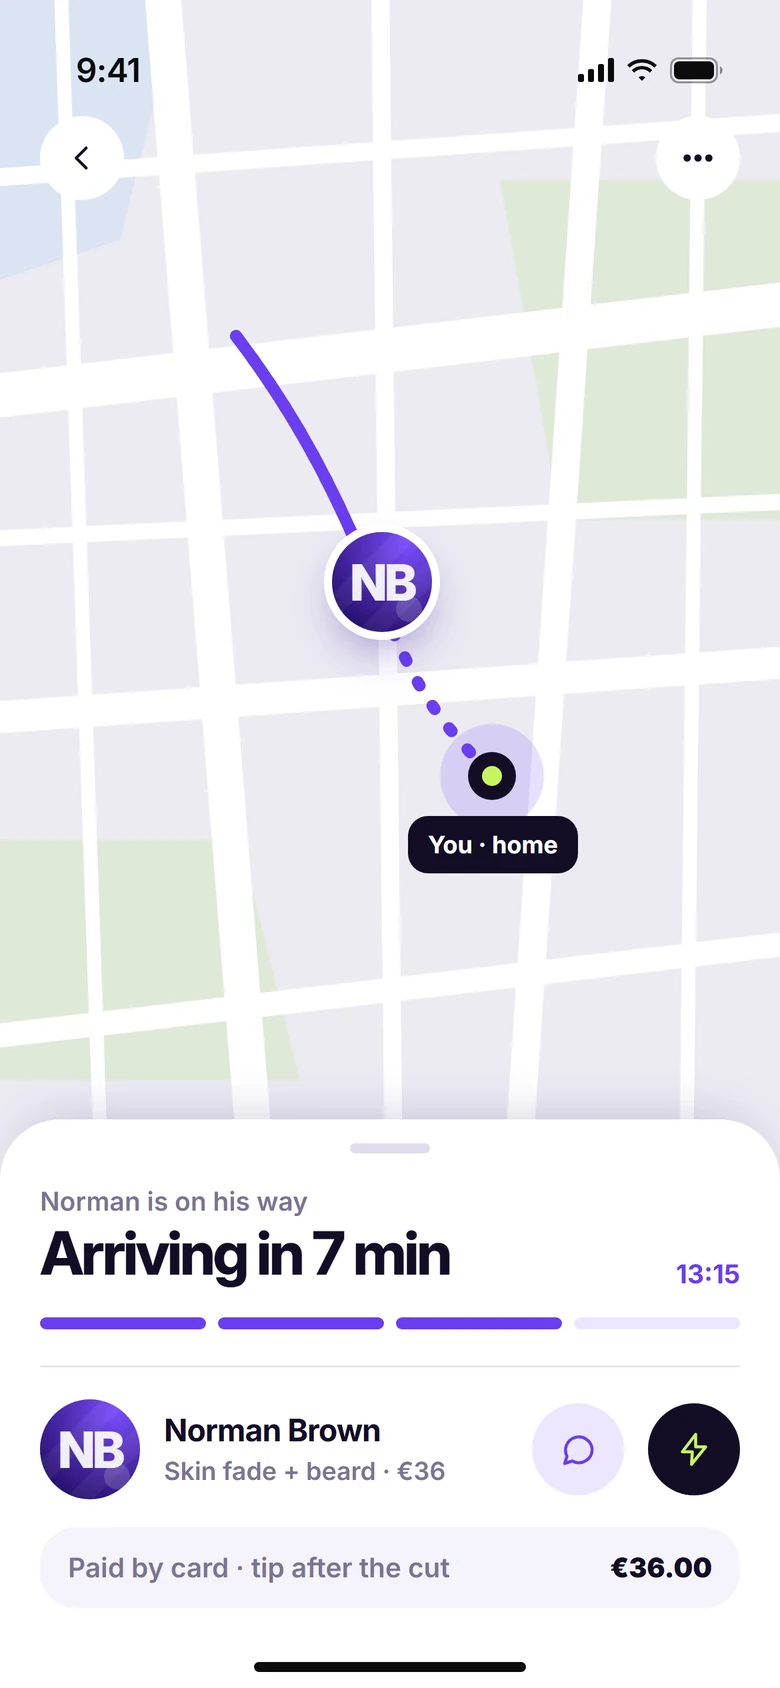 9:41
NB
You · home
Norman is on his way
Arriving in 7 min
13:15
NB
Norman Brown
Skin fade + beard · €36
Paid by card · tip after the cut
€36.00